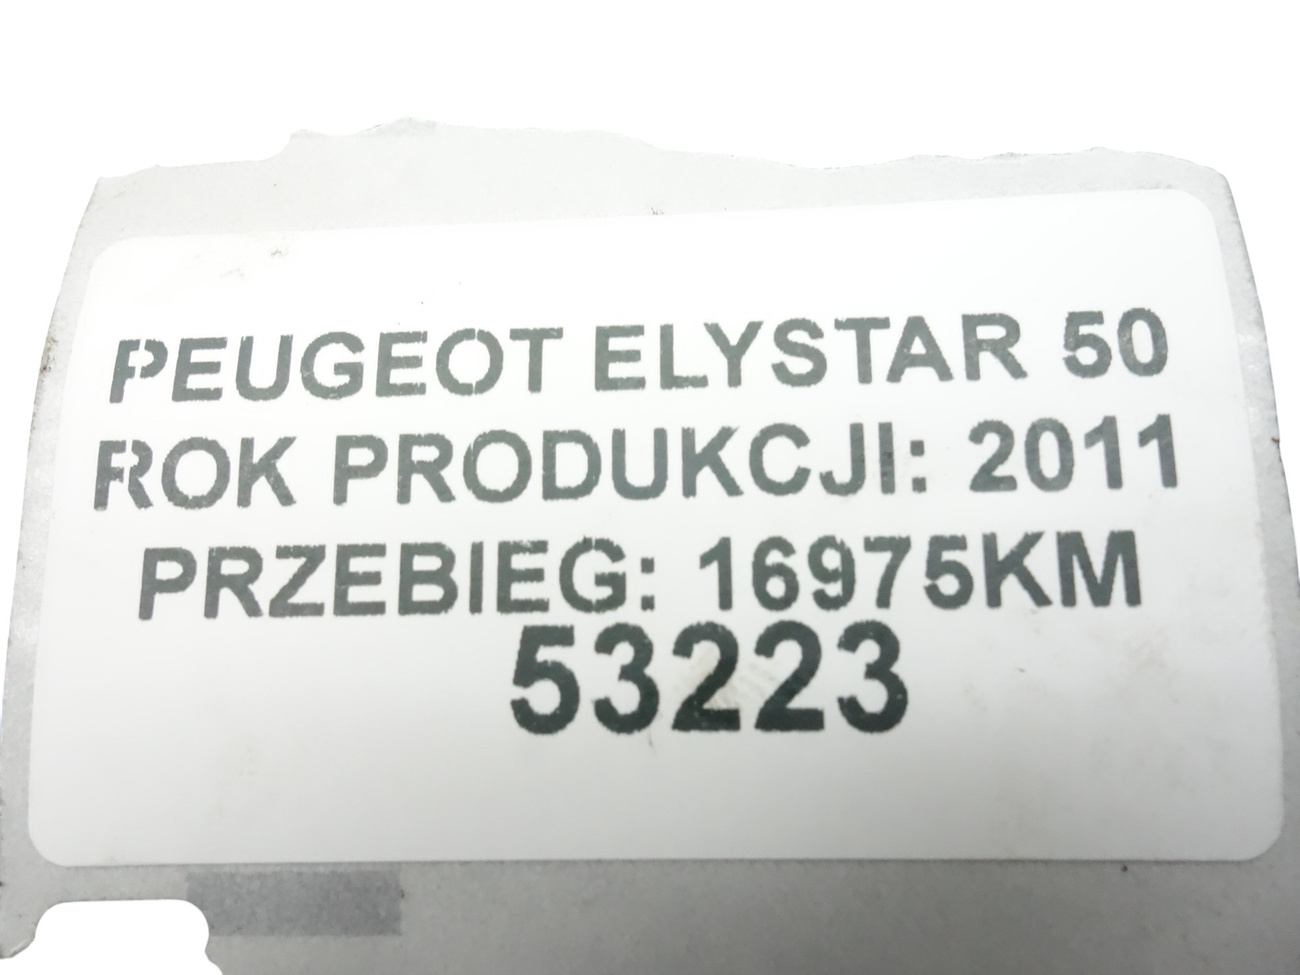 PEUGEOT ELYSTAR 50
ROK PRODUKCJI: 2011
PRZEBIEG: 16975KM
53223